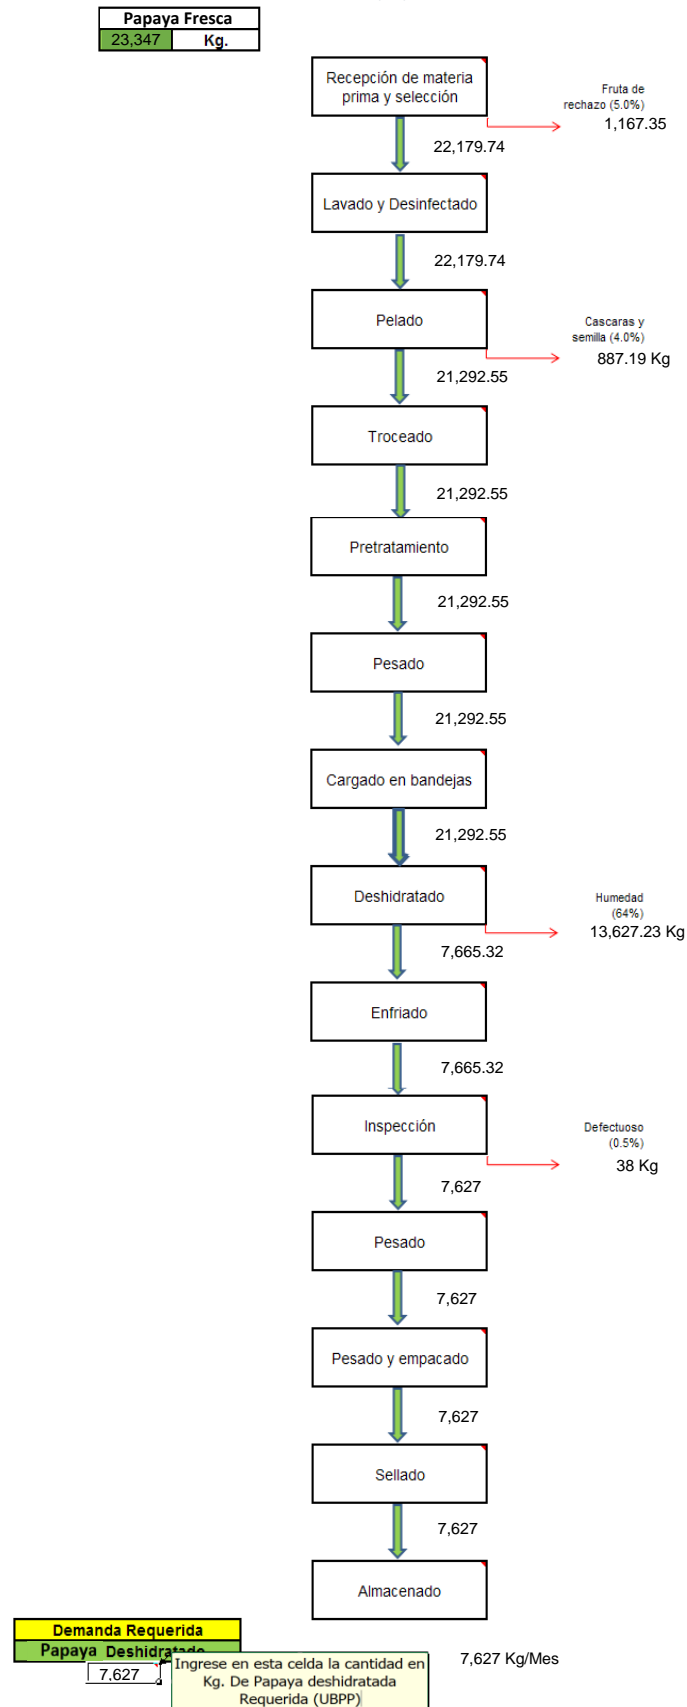 Papaya Fresca
23,347 Kg.
Recepción de materia
prima y selección
Fruta de
rechazo (5.0%)
1,167.35
22,179.74
Lavado y Desinfectado
22,179.74
Pelado
Cascaras y
semilla (4.0%)
887.19 Kg
21,292.55
Troceado
21,292.55
Pretratamiento
21,292.55
Pesado
21,292.55
Cargado en bandejas
21,292.55
Deshidratado
Humedad
(64%)
13,627.23 Kg
7,665.32
Enfriado
7,665.32
Inspección
Defectuoso
(0.5%)
38 Kg
7,627
Pesado
7,627
Pesado y empacado
7,627
Sellado
7,627
Almacenado
Demanda Requerida
Papaya Deshidratado
7,627 Kg/Mes
7,627
Ingrese en esta celda la cantidad en
Kg. De Papaya deshidratada
Requerida (UBPP)